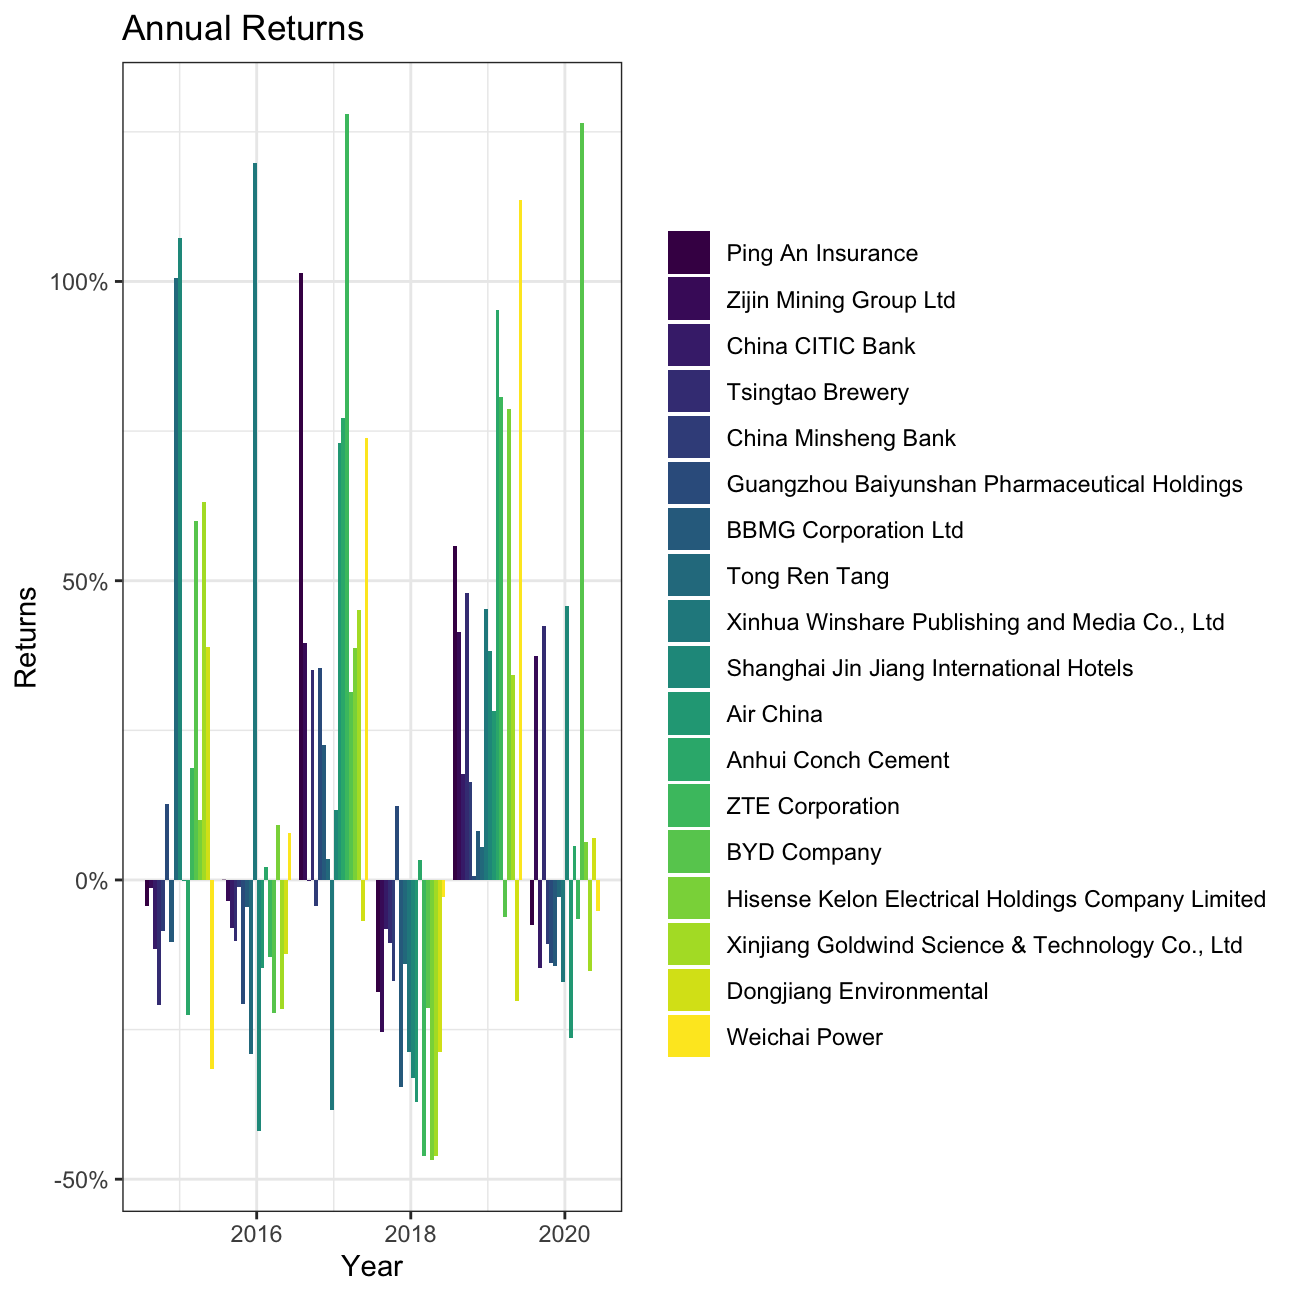 Annual Returns
Returns
100%
50%
0%
-50%
2016
2018
2020
Year
Ping An Insurance
Zijin Mining Group Ltd
China CITIC Bank
Tsingtao Brewery
China Minsheng Bank
Guangzhou Baiyunshan Pharmaceutical Holdings
BBMG Corporation Ltd
Tong Ren Tang
Xinhua Winshare Publishing and Media Co., Ltd
Shanghai Jin Jiang International Hotels
Air China
Anhui Conch Cement
ZTE Corporation
BYD Company
Hisense Kelon Electrical Holdings Company Limited
Xinjiang Goldwind Science & Technology Co., Ltd
Dongjiang Environmental
Weichai Power